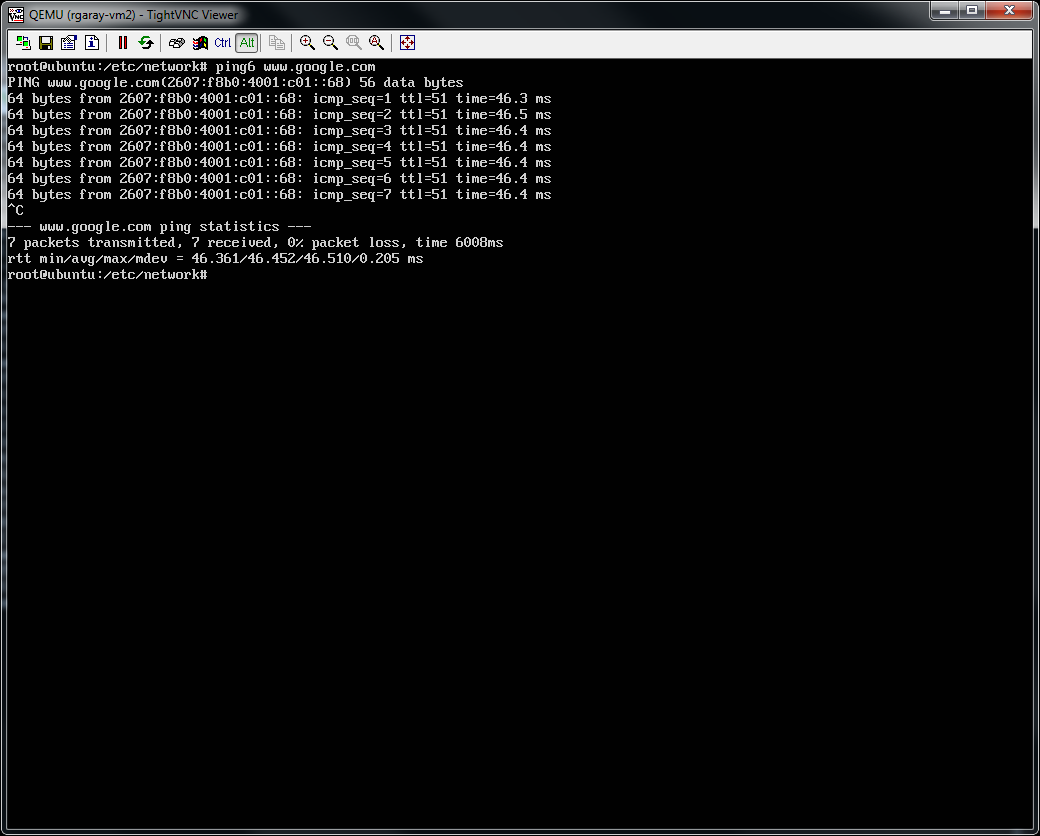 QEMU (rgaray-vm2) - TightVNC Viewer
Ctrl Alt
root@ubuntu:/etc/network# ping6 www.google.com
PING www.google.com(2607:f8b0:4001:c01::68) 56 data bytes
64 bytes from 2607:f8b0:4001:c01::68: icmp_seq=1 ttl=51 time=46.3 ms
64 bytes from 2607:f8b0:4001:c01::68: icmp_seq=2 ttl=51 time=46.5 ms
64 bytes from 2607:f8b0:4001:c01::68: icmp_seq=3 ttl=51 time=46.4 ms
64 bytes from 2607:f8b0:4001:c01::68: icmp_seq=4 ttl=51 time=46.4 ms
64 bytes from 2607:f8b0:4001:c01::68: icmp_seq=5 ttl=51 time=46.4 ms
64 bytes from 2607:f8b0:4001:c01::68: icmp_seq=6 ttl=51 time=46.4 ms
64 bytes from 2607:f8b0:4001:c01::68: icmp_seq=7 ttl=51 time=46.4 ms
^C
--- www.google.com ping statistics ---
7 packets transmitted, 7 received, 0% packet loss, time 6008ms
rtt min/avg/max/mdev = 46.361/46.452/46.510/0.205 ms
root@ubuntu:/etc/network#